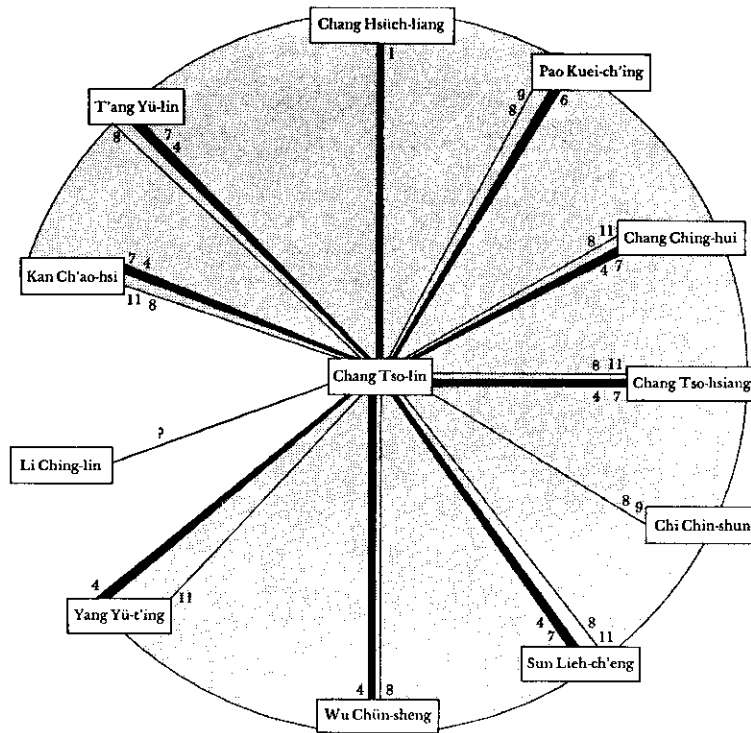 Chang Hsüeh-liang
1
Pao Kuei-ch'ing
9
8
6
T'ang Yü-lin
8
7
4
Chang Ching-hui
11
8
4 7
Kan Ch'ao-hsi
7 4
11 8
Chang Tso-lin
8 11
Chang Tso-hsiang
4 7
?
Li Ching-lin
8 9
Chi Chin-shun
4
11
Yang Yü-t'ing
4
7
8
11
Sun Lieh-ch'eng
4 8
Wu Chün-sheng